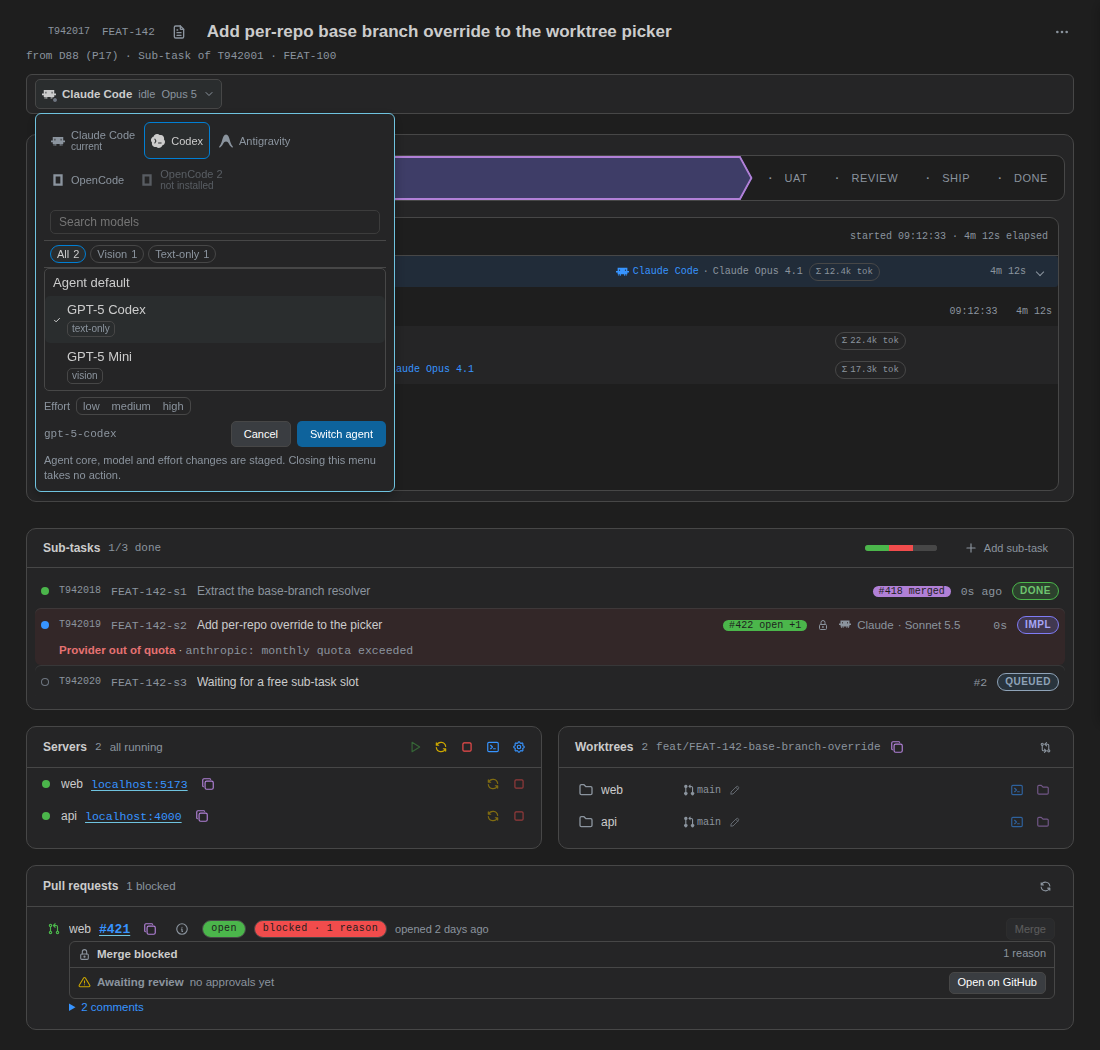 T942017 FEAT-142 Add per-repo base branch override to the worktree picker
from D88 (P17) · Sub-task of T942001 · FEAT-100
Claude Code idle Opus 5
Claude Code
current
Codex
Antigravity
OpenCode
OpenCode 2
not installed
Search models
All 2 Vision 1 Text-only 1
Agent default
GPT-5 Codex
text-only
GPT-5 Mini
vision
Effort low medium high
gpt-5-codex Cancel Switch agent
Agent core, model and effort changes are staged. Closing this menu
takes no action.
· UAT · REVIEW · SHIP · DONE
started 09:12:33 · 4m 12s elapsed
Claude Code · Claude Opus 4.1 Σ 12.4k tok 4m 12s
09:12:33 4m 12s
Σ 22.4k tok
aude Opus 4.1 Σ 17.3k tok
Sub-tasks 1/3 done Add sub-task
T942018 FEAT-142-s1 Extract the base-branch resolver #418 merged 0s ago DONE
T942019 FEAT-142-s2 Add per-repo override to the picker #422 open +1 Claude · Sonnet 5.5 0s IMPL
Provider out of quota · anthropic: monthly quota exceeded
T942020 FEAT-142-s3 Waiting for a free sub-task slot #2 QUEUED
Servers 2 all running
web localhost:5173
api localhost:4000
Worktrees 2 feat/FEAT-142-base-branch-override
web main
api main
Pull requests 1 blocked
web #421 open blocked · 1 reason opened 2 days ago Merge
Merge blocked 1 reason
Awaiting review no approvals yet Open on GitHub
2 comments